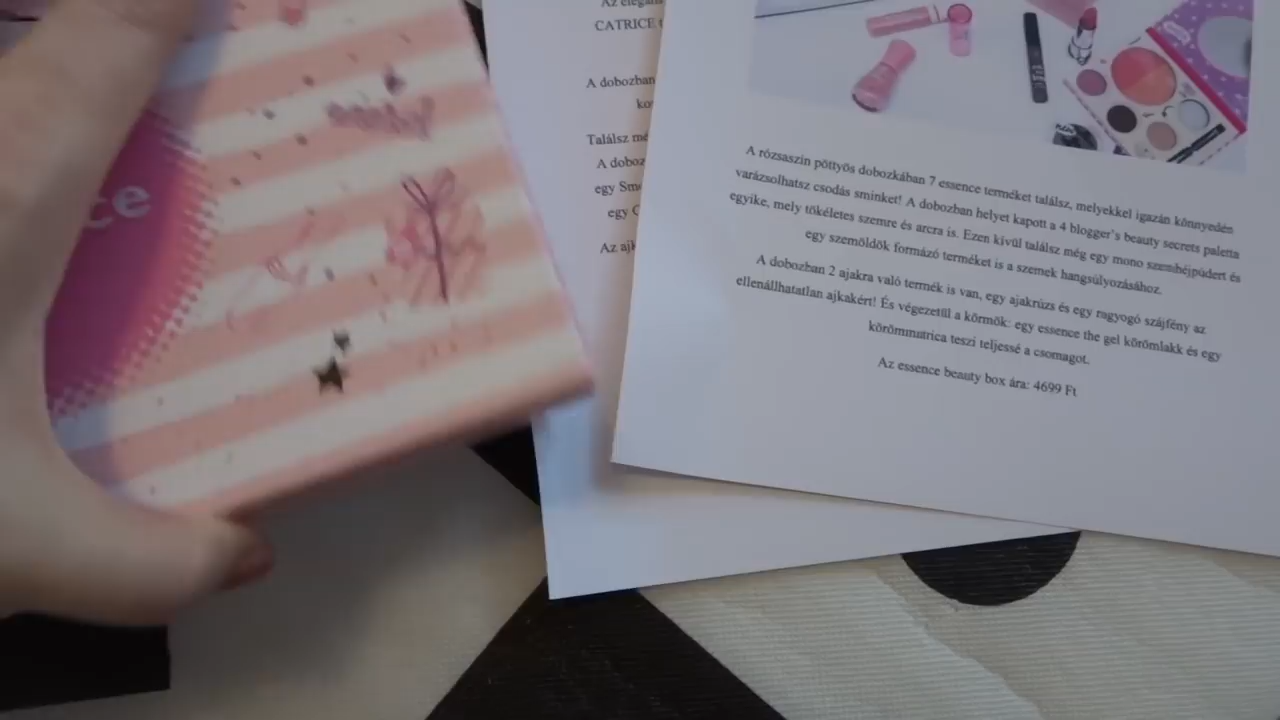 ce
Az elegáns
CATRICE
A dobozban
Találsz
A doboz
egy
egy
Az
A rózsaszín pöttyös dobozkában 7 essence terméket találsz, melyekkel igazán könnyedén
varázsolhatsz csodás sminket! A dobozban helyet kapott a 4 blogger's beauty secrets paletta
egyike, mely tökéletes szemre és arcra is. Ezen kívül találsz még egy mono szemhéjpúdert és
egy szemöldök formázó terméket is a szemek hangsúlyozásához.
A dobozban 2 ajakra való termék is van, egy ajakrúzs és egy ragyogó szájfény az
ellenállhatatlan ajkakért! És végezetül a körmök: egy essence the gel körömlakk és egy
körömmatrica teszi teljessé a csomagot.
Az essence beauty box ára: 4699 Ft